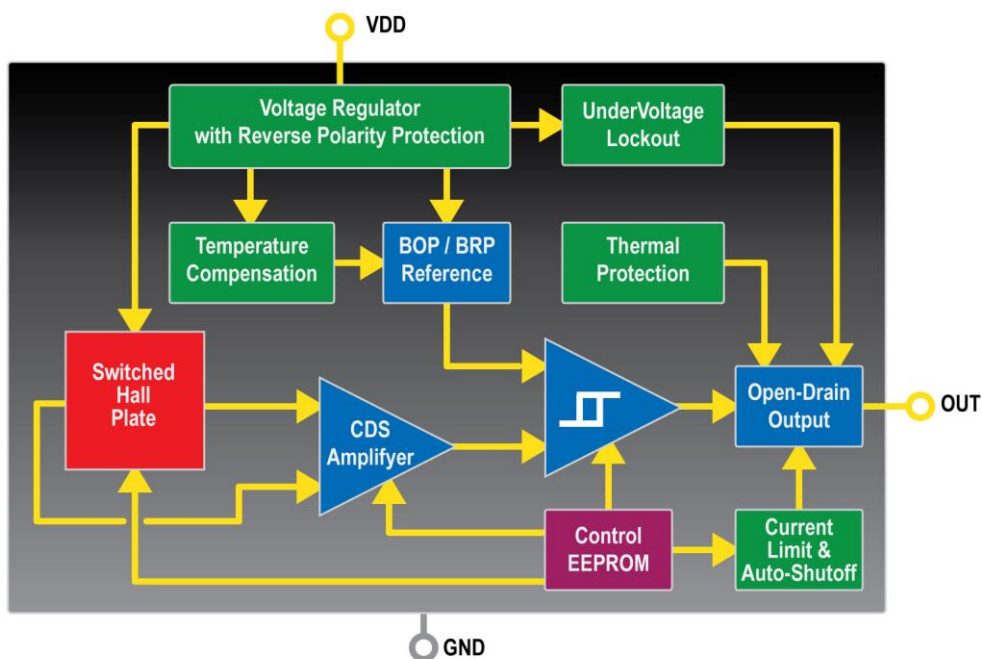 VDD
Voltage Regulator
with Reverse Polarity Protection
UnderVoltage
Lockout
Temperature
Compensation
BOP / BRP
Reference
Thermal
Protection
Switched
Hall
Plate
CDS
Amplifyer
Open-Drain
Output
OUT
Control
EEPROM
Current
Limit &
Auto-Shutoff
GND